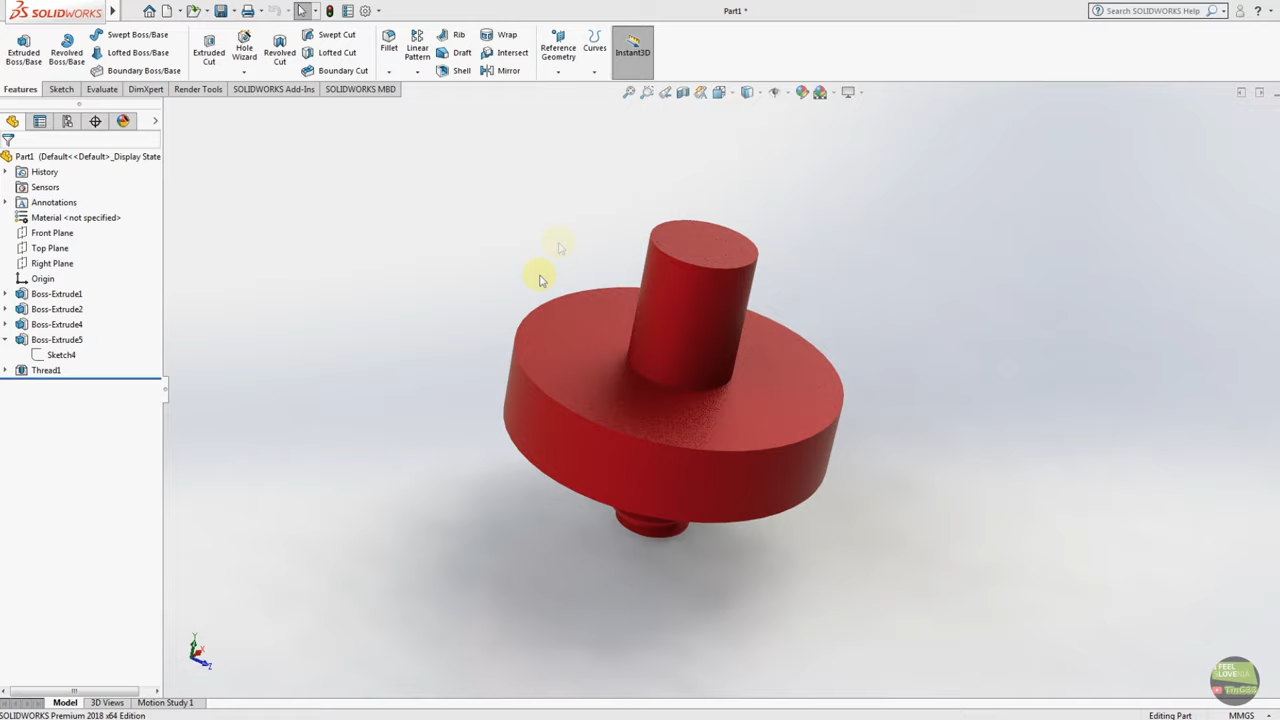 SOLIDWORKS
Part1 *
Search SOLIDWORKS Help
Extruded Boss/Base
Revolved Boss/Base
Swept Boss/Base
Lofted Boss/Base
Boundary Boss/Base
Extruded Cut
Hole Wizard
Revolved Cut
Swept Cut
Lofted Cut
Boundary Cut
Fillet
Linear Pattern
Rib
Draft
Shell
Wrap
Intersect
Mirror
Reference Geometry
Curves
Instant3D
Features
Sketch
Evaluate
DimXpert
Render Tools
SOLIDWORKS Add-Ins
SOLIDWORKS MBD
Part1 (Default<<Default>_Display State
History
Sensors
Annotations
Material <not specified>
Front Plane
Top Plane
Right Plane
Origin
Boss-Extrude1
Boss-Extrude2
Boss-Extrude4
Boss-Extrude5
Sketch4
Thread1
Y
X
Z
Model
3D Views
Motion Study 1
SOLIDWORKS Premium 2018 x64 Edition
Editing Part
MMGS